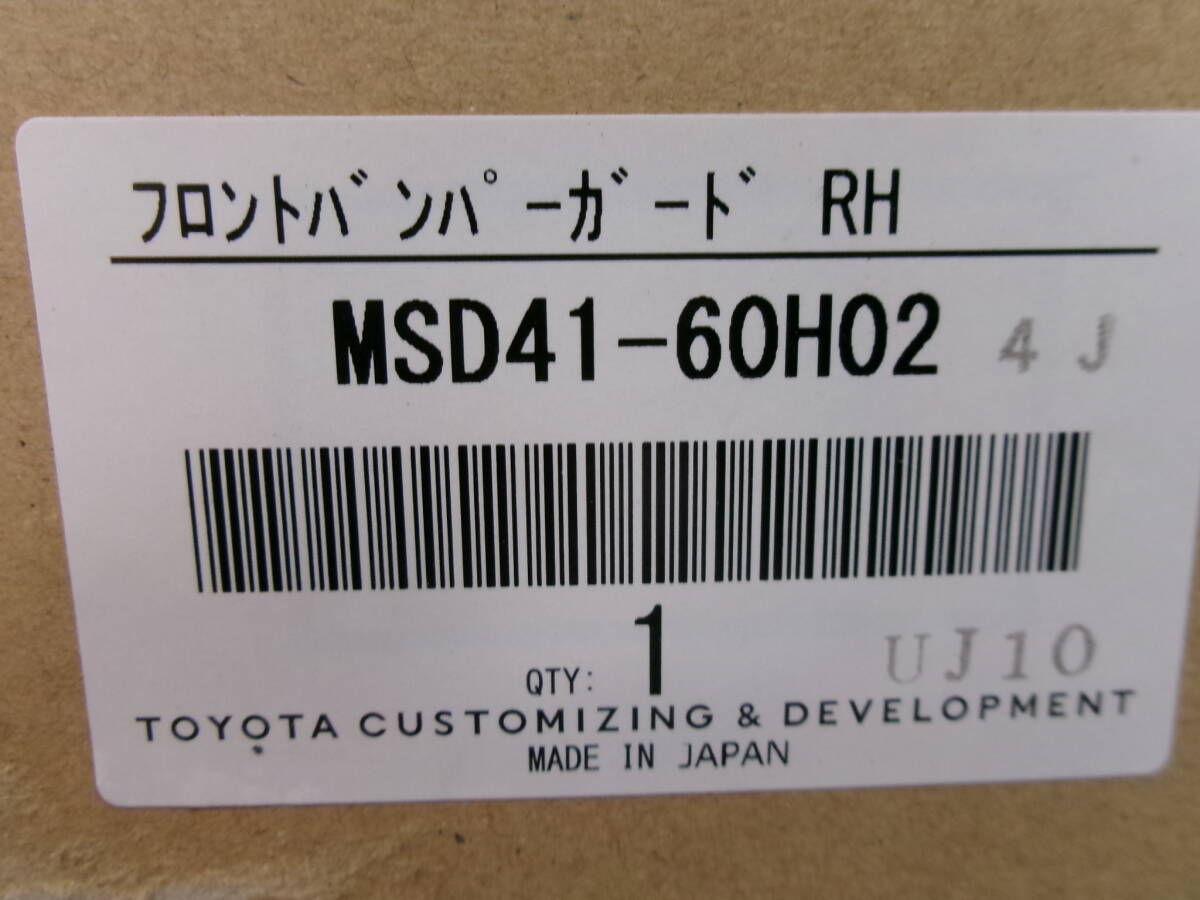 フロントバンパーガード RH
MSD41-60H02 4 J
QTY: 1 UJ10
TOYOTA CUSTOMIZING & DEVELOPMENT
MADE IN JAPAN